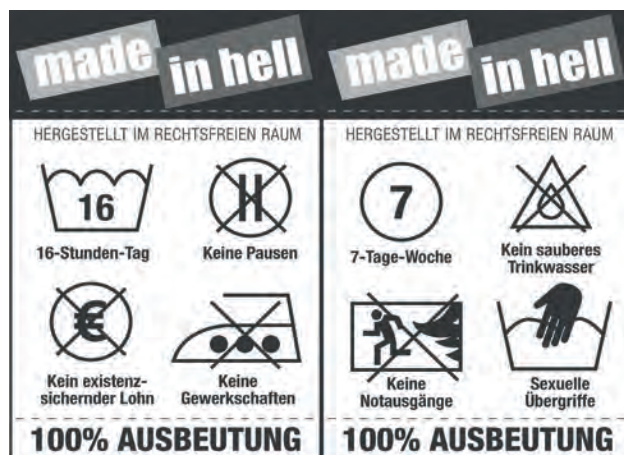 made in hell
HERGESTELLT IM RECHTSFREIEN RAUM
16
16-Stunden-Tag
Keine Pausen
€
Kein existenz-
sichernder Lohn
Keine
Gewerkschaften
100% AUSBEUTUNG
made in hell
HERGESTELLT IM RECHTSFREIEN RAUM
7
7-Tage-Woche
Kein sauberes
Trinkwasser
Keine
Notausgänge
Sexuelle
Übergriffe
100% AUSBEUTUNG